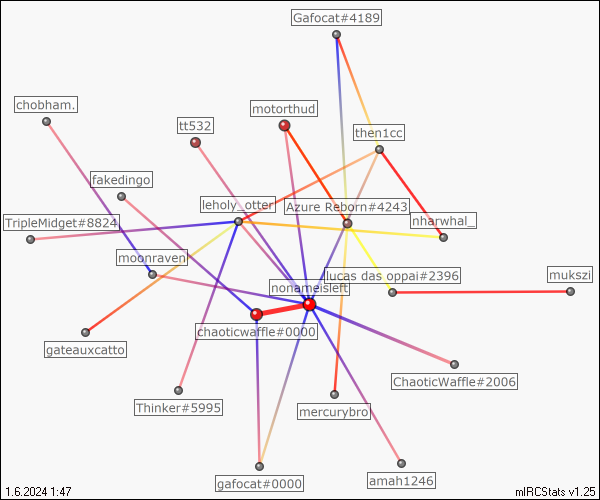 Gafocat#4189
chobham.
motorthud
tt532
then1cc
fakedingo
leholy_otter
Azure Reborn#4243
TripleMidget#8824
nharwhal_
moonraven
lucas das oppai#2396
mukszi
nonameisleft
chaoticwaffle#0000
gateauxcatto
ChaoticWaffle#2006
Thinker#5995
mercurybro
gafocat#0000
amah1246
1.6.2024 1:47
mIRCStats v1.25